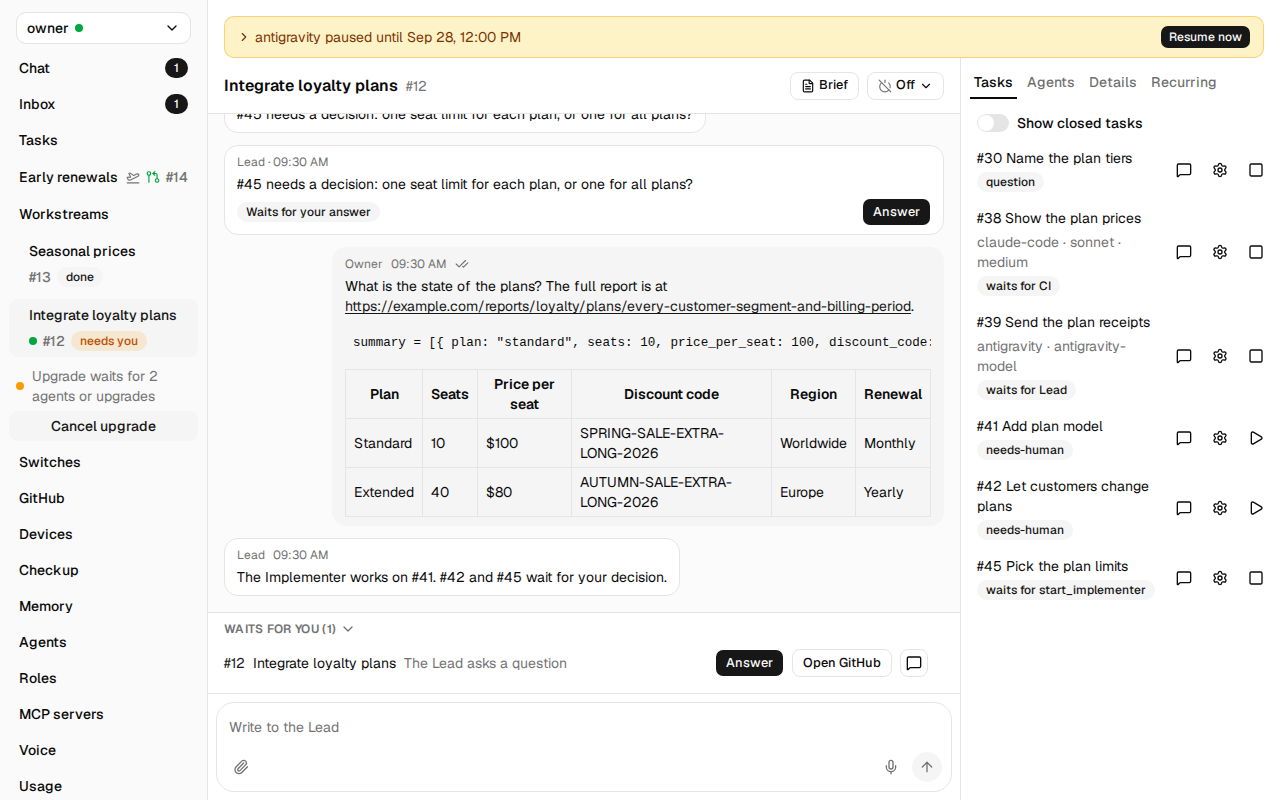 owner
Chat 1
Inbox 1
Tasks
Early renewals #14
Workstreams
Seasonal prices
#13 done
Integrate loyalty plans
#12 needs you
Upgrade waits for 2
agents or upgrades
Cancel upgrade
Switches
GitHub
Devices
Checkup
Memory
Agents
Roles
MCP servers
Voice
Usage
antigravity paused until Sep 28, 12:00 PM
Resume now
Integrate loyalty plans #12
Brief
Off
#45 needs a decision: one seat limit for each plan, or one for all plans?
Lead · 09:30 AM
#45 needs a decision: one seat limit for each plan, or one for all plans?
Waits for your answer
Answer
Owner 09:30 AM
What is the state of the plans? The full report is at
https://example.com/reports/loyalty/plans/every-customer-segment-and-billing-period.
summary = [{ plan: "standard", seats: 10, price_per_seat: 100, discount_code:
Plan Seats Price per seat Discount code Region Renewal
Standard 10 $100 SPRING-SALE-EXTRA-LONG-2026 Worldwide Monthly
Extended 40 $80 AUTUMN-SALE-EXTRA-LONG-2026 Europe Yearly
Lead 09:30 AM
The Implementer works on #41. #42 and #45 wait for your decision.
WAITS FOR YOU (1)
#12 Integrate loyalty plans The Lead asks a question
Answer
Open GitHub
Write to the Lead
Tasks Agents Details Recurring
Show closed tasks
#30 Name the plan tiers
question
#38 Show the plan prices
claude-code · sonnet ·
medium
waits for CI
#39 Send the plan receipts
antigravity · antigravity-
model
waits for Lead
#41 Add plan model
needs-human
#42 Let customers change
plans
needs-human
#45 Pick the plan limits
waits for start_implementer